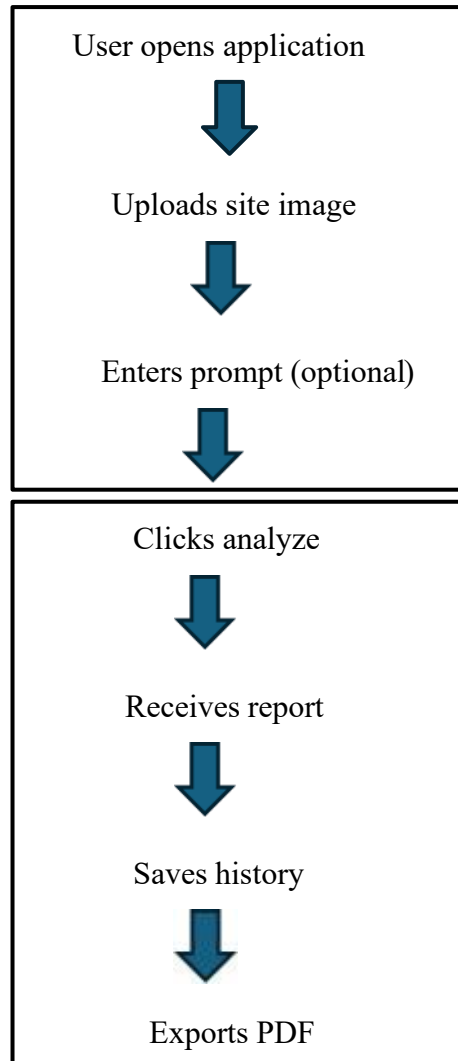 User opens application
Uploads site image
Enters prompt (optional)
Clicks analyze
Receives report
Saves history
Exports PDF